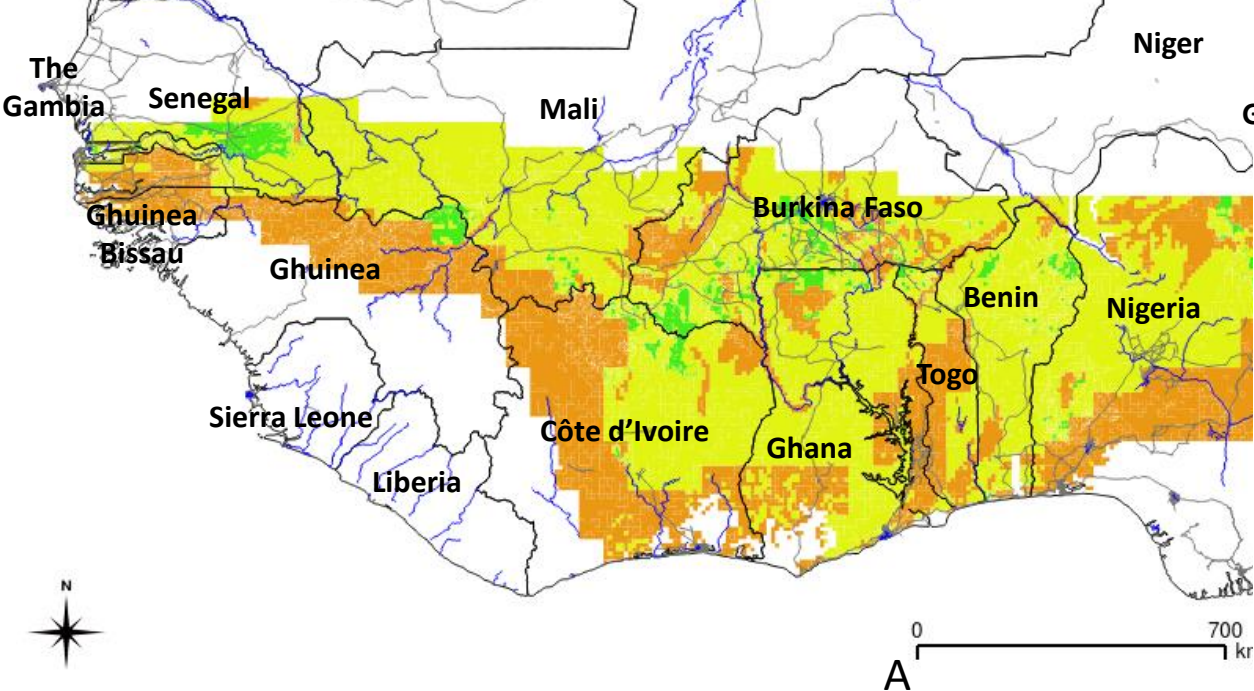 Niger
The
Gambia
Senegal
Mali
G
Burkina Faso
Ghuinea
Bissau
Ghuinea
Benin
Nigeria
Togo
Sierra Leone
Côte d’Ivoire
Ghana
Liberia
N
0 700
km
A